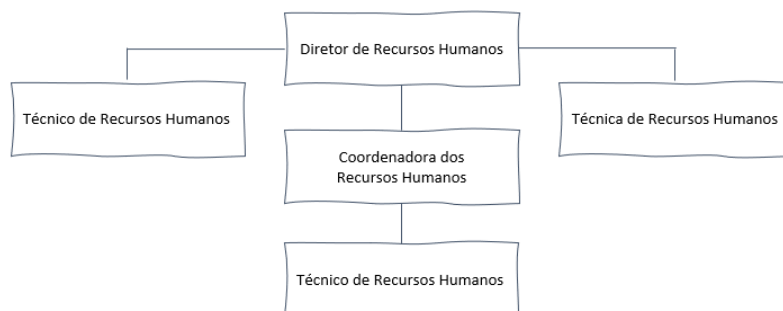 Diretor de Recursos Humanos
Técnico de Recursos Humanos
Técnica de Recursos Humanos
Coordenadora dos
Recursos Humanos
Técnico de Recursos Humanos